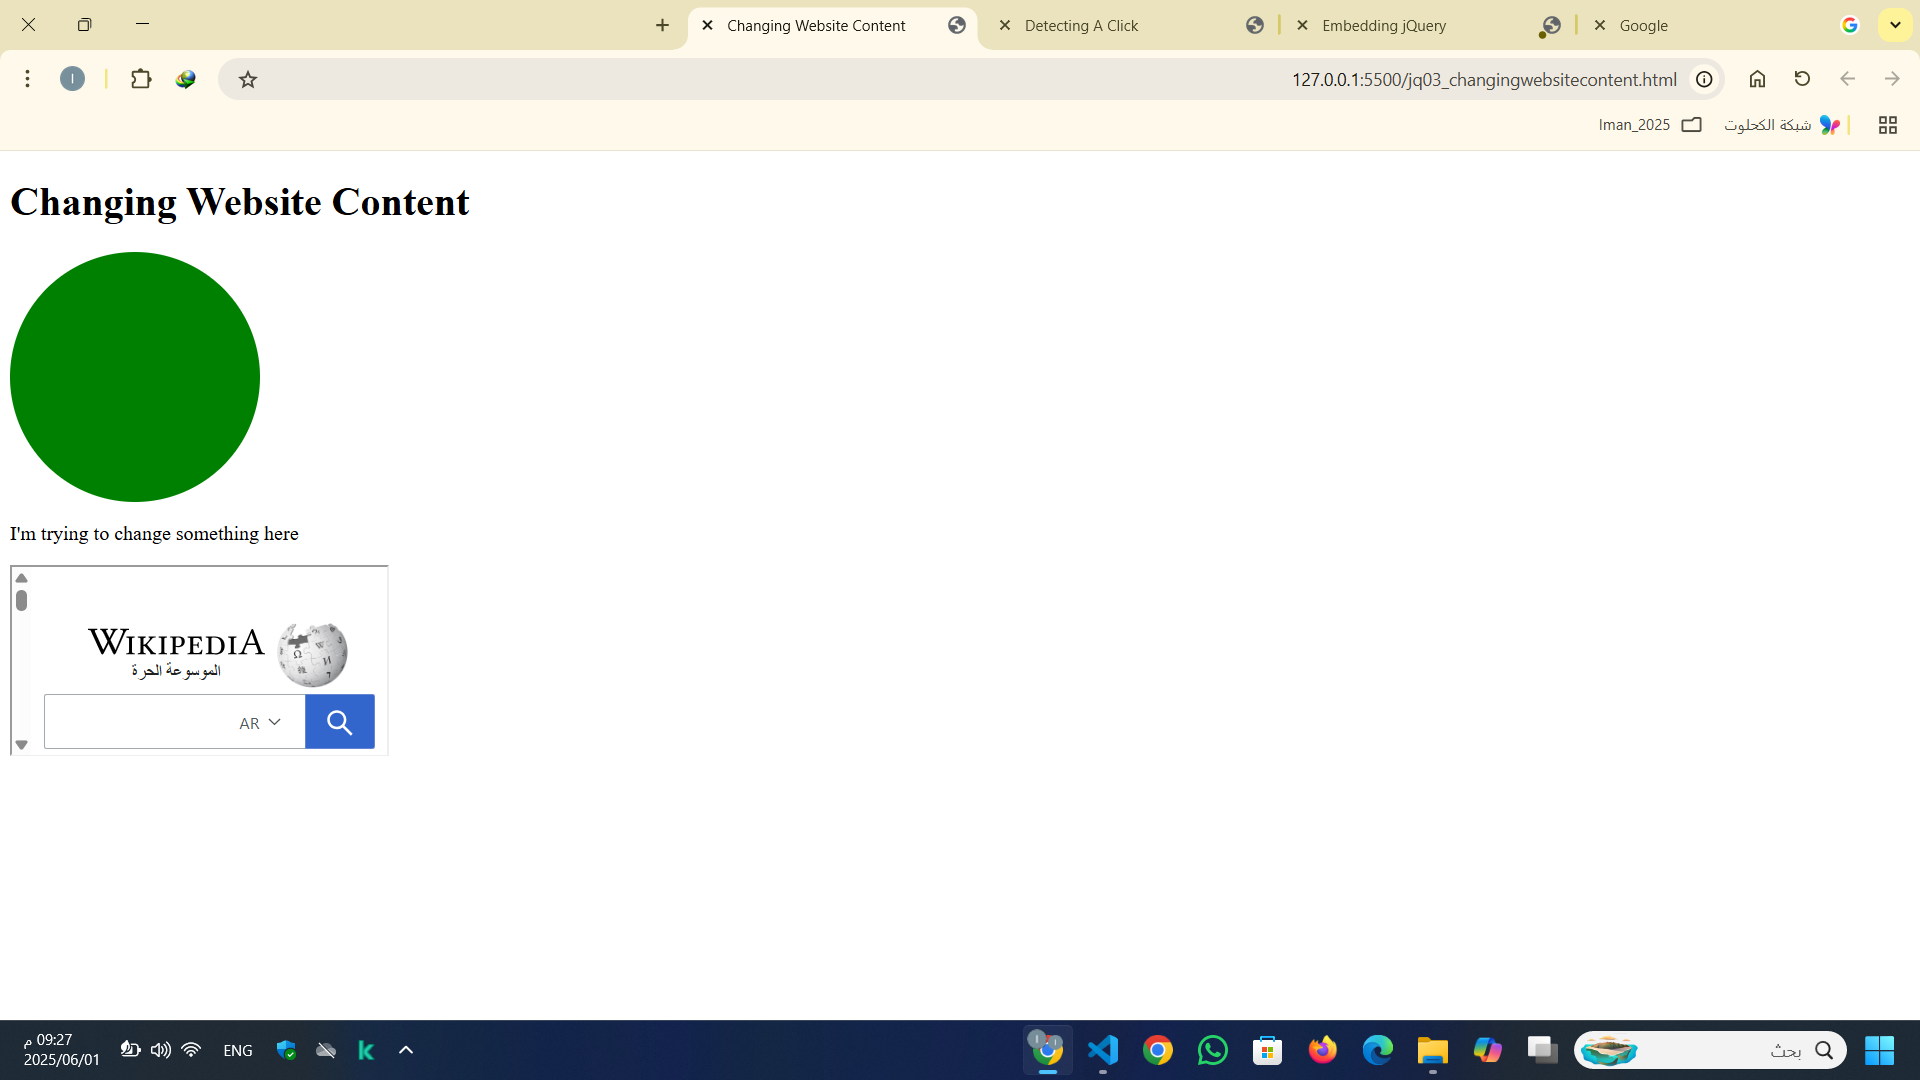 Changing Website Content
Detecting A Click
Embedding jQuery
Google
I
127.0.0.1:5500/jq03_changingwebsitecontent.html
Iman_2025
شبكة الكحلوت
Changing Website Content
I'm trying to change something here
WIKIPEDIA
الموسوعة الحرة
AR
09:27 م
2025/06/01
ENG
بحث